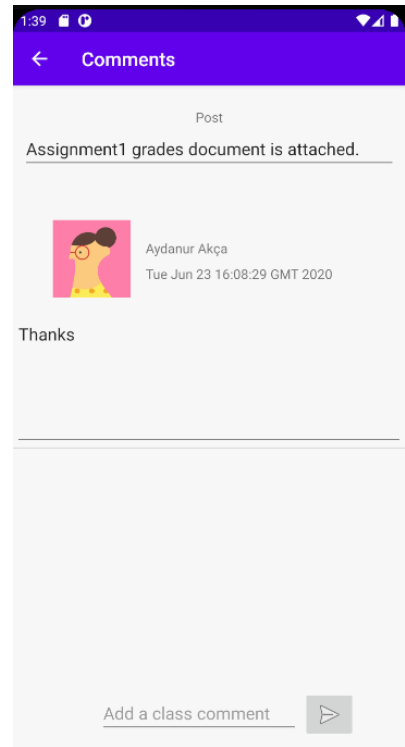 1:39
Comments
Post
Assignment1 grades document is attached.
Aydanur Akça
Tue Jun 23 16:08:29 GMT 2020
Thanks
Add a class comment